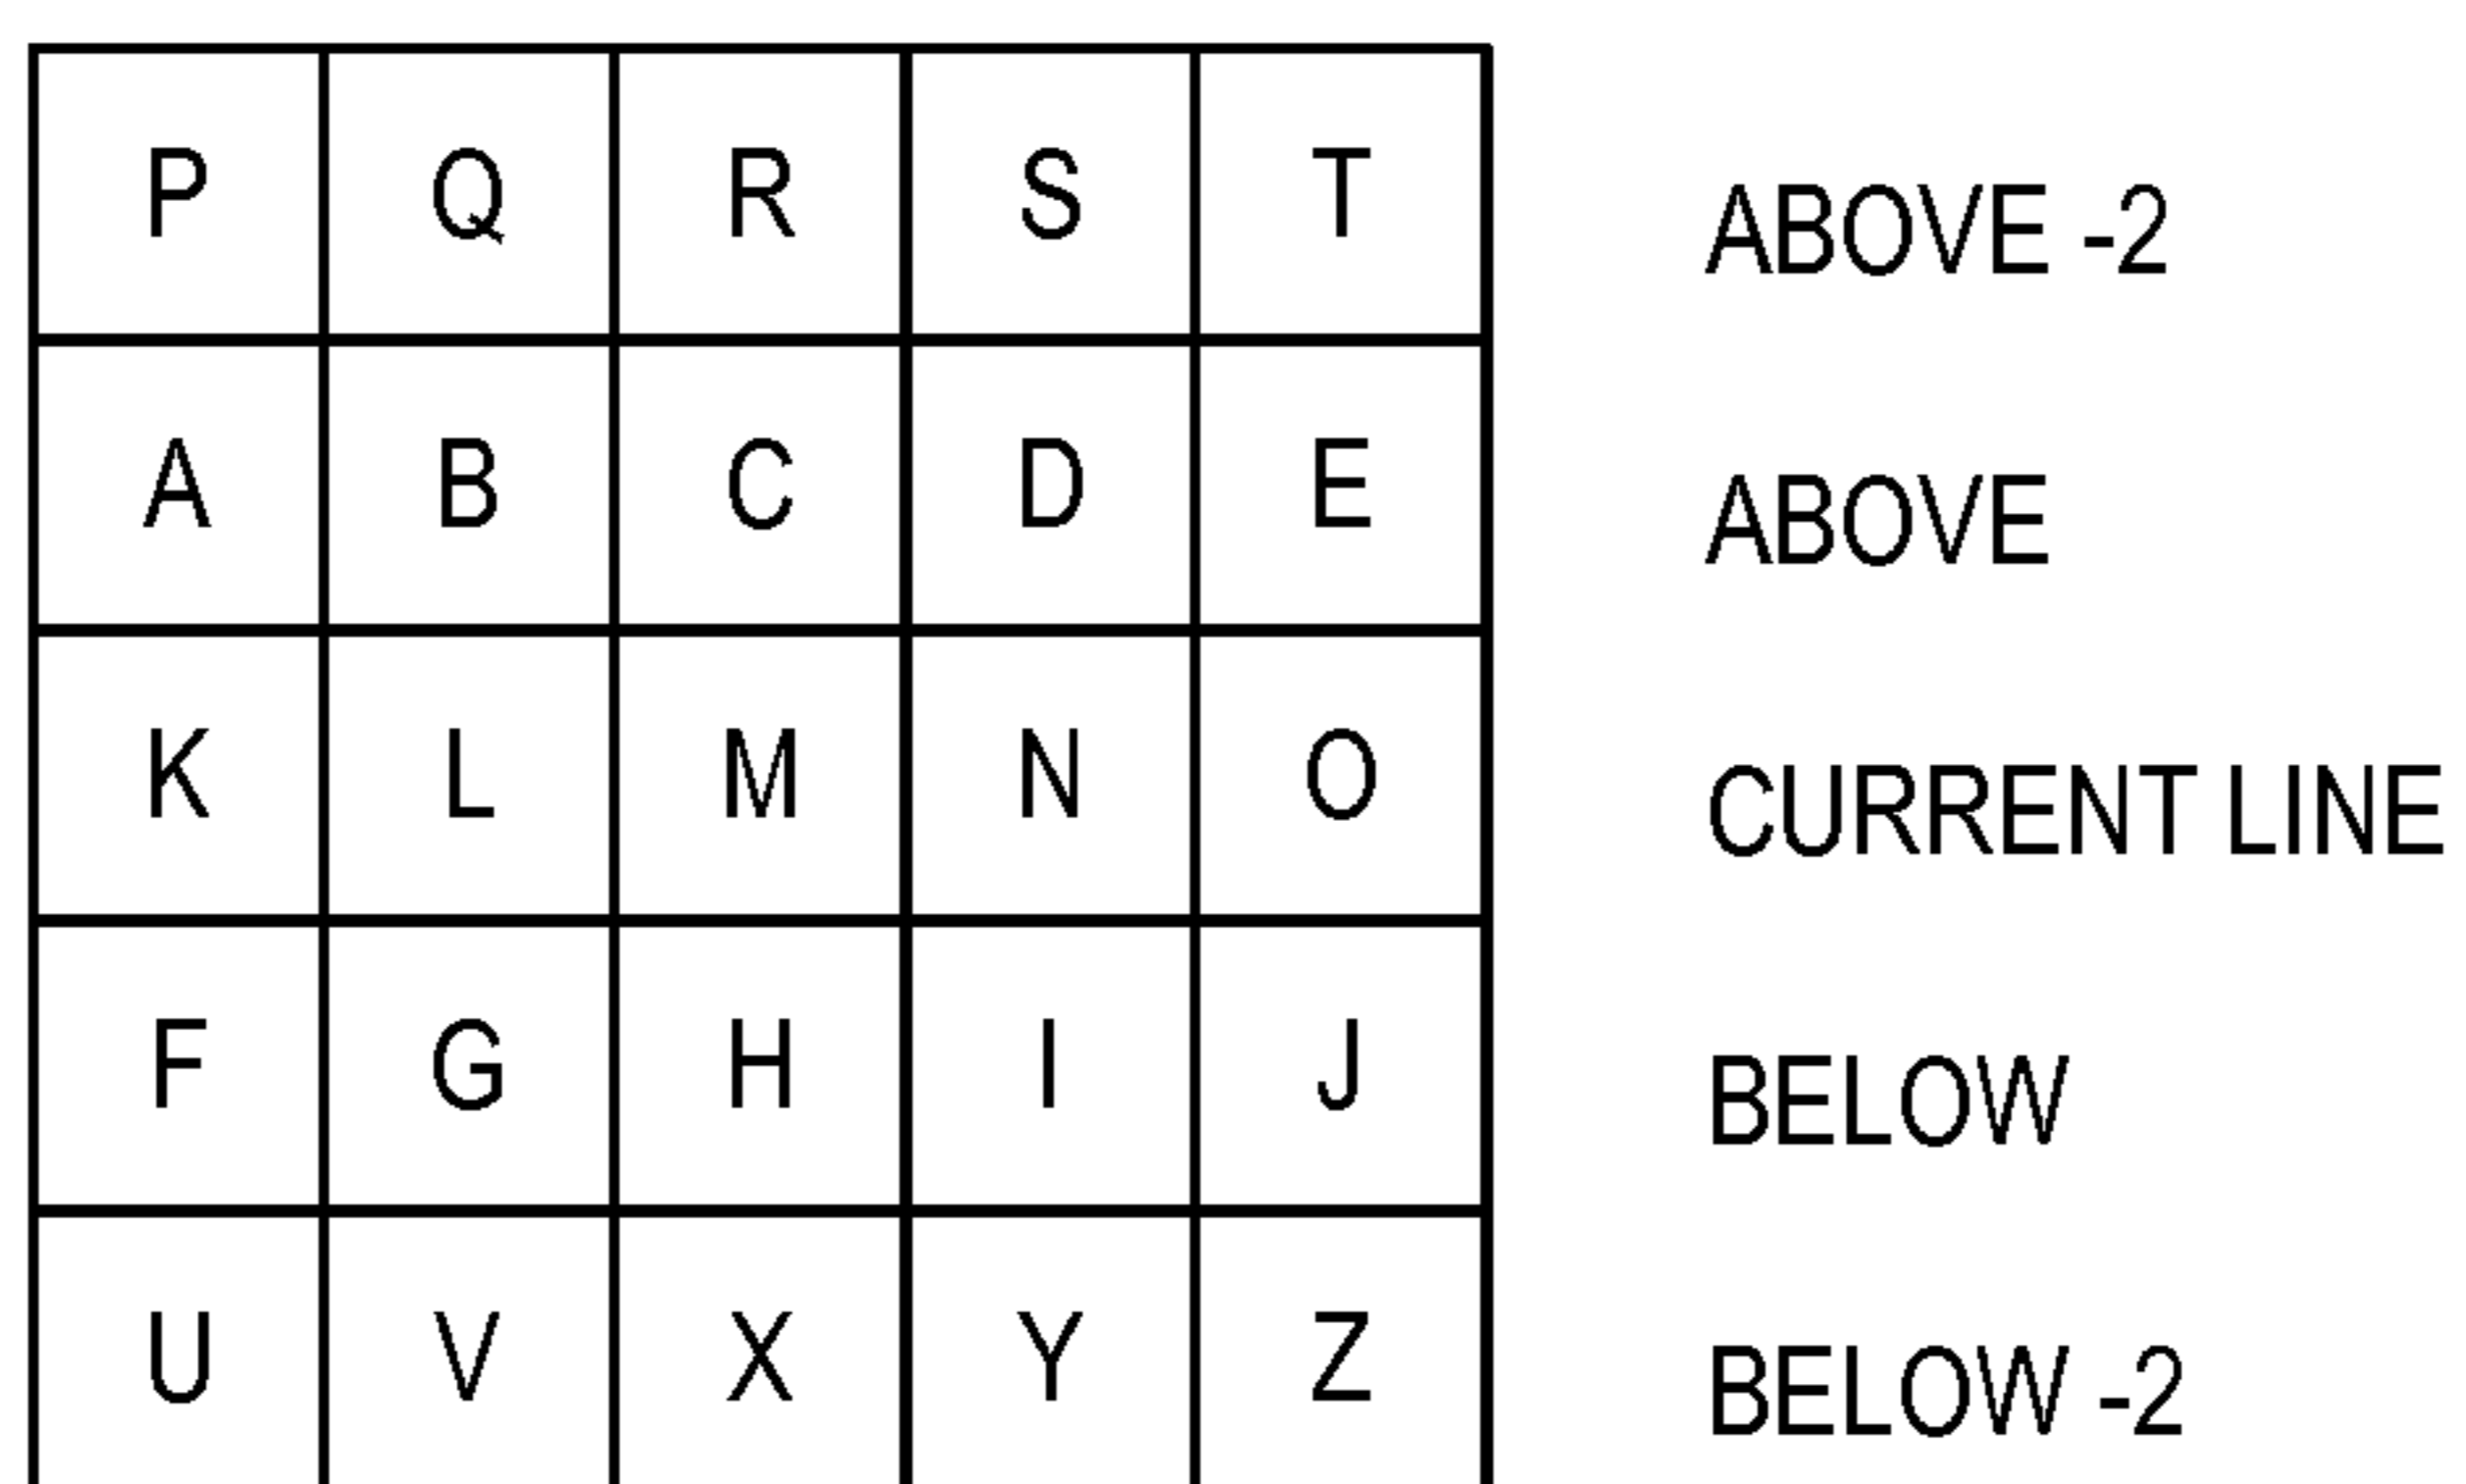 P Q R S T ABOVE -2
A B C D E ABOVE
K L M N O CURRENT LINE
F G H I J BELOW
U V X Y Z BELOW -2